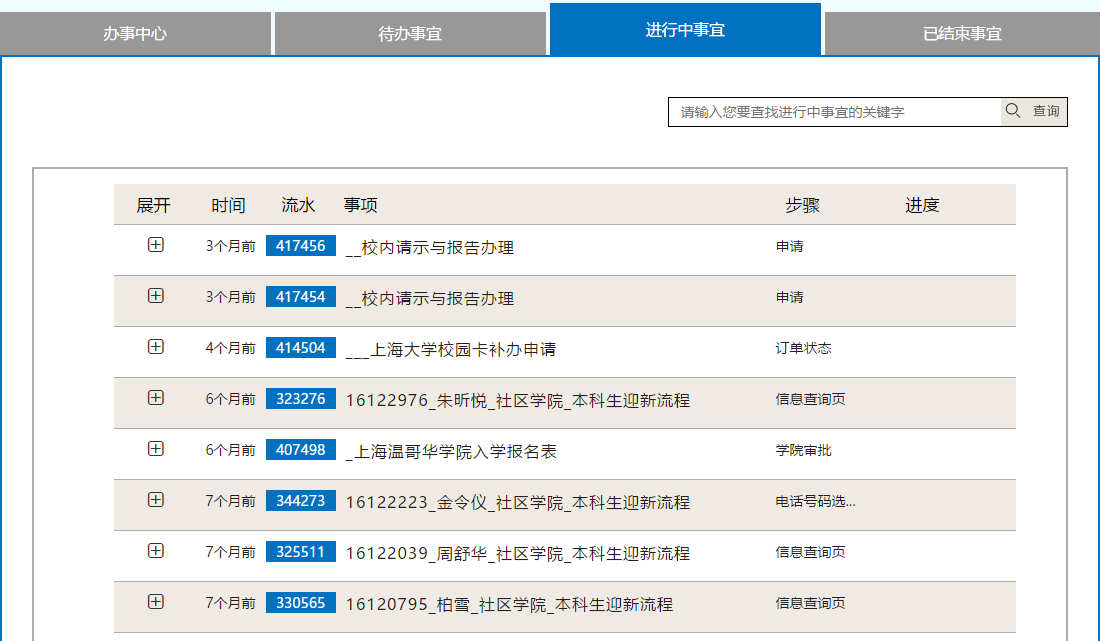 办事中心 待办事宜 进行中事宜 已结束事宜
请输入您要查找进行中事宜的关键字 查询
展开 时间 流水 事项 步骤 进度
3个月前 417456 __校内请示与报告办理 申请
3个月前 417454 __校内请示与报告办理 申请
4个月前 414504 ___上海大学校园卡补办申请 订单状态
6个月前 323276 16122976_朱昕悦_社区学院_本科生迎新流程 信息查询页
6个月前 407498 _上海温哥华学院入学报名表 学院审批
7个月前 344273 16122223_金令仪_社区学院_本科生迎新流程 电话号码选...
7个月前 325511 16122039_周舒华_社区学院_本科生迎新流程 信息查询页
7个月前 330565 16120795_柏雪_社区学院_本科生迎新流程 信息查询页